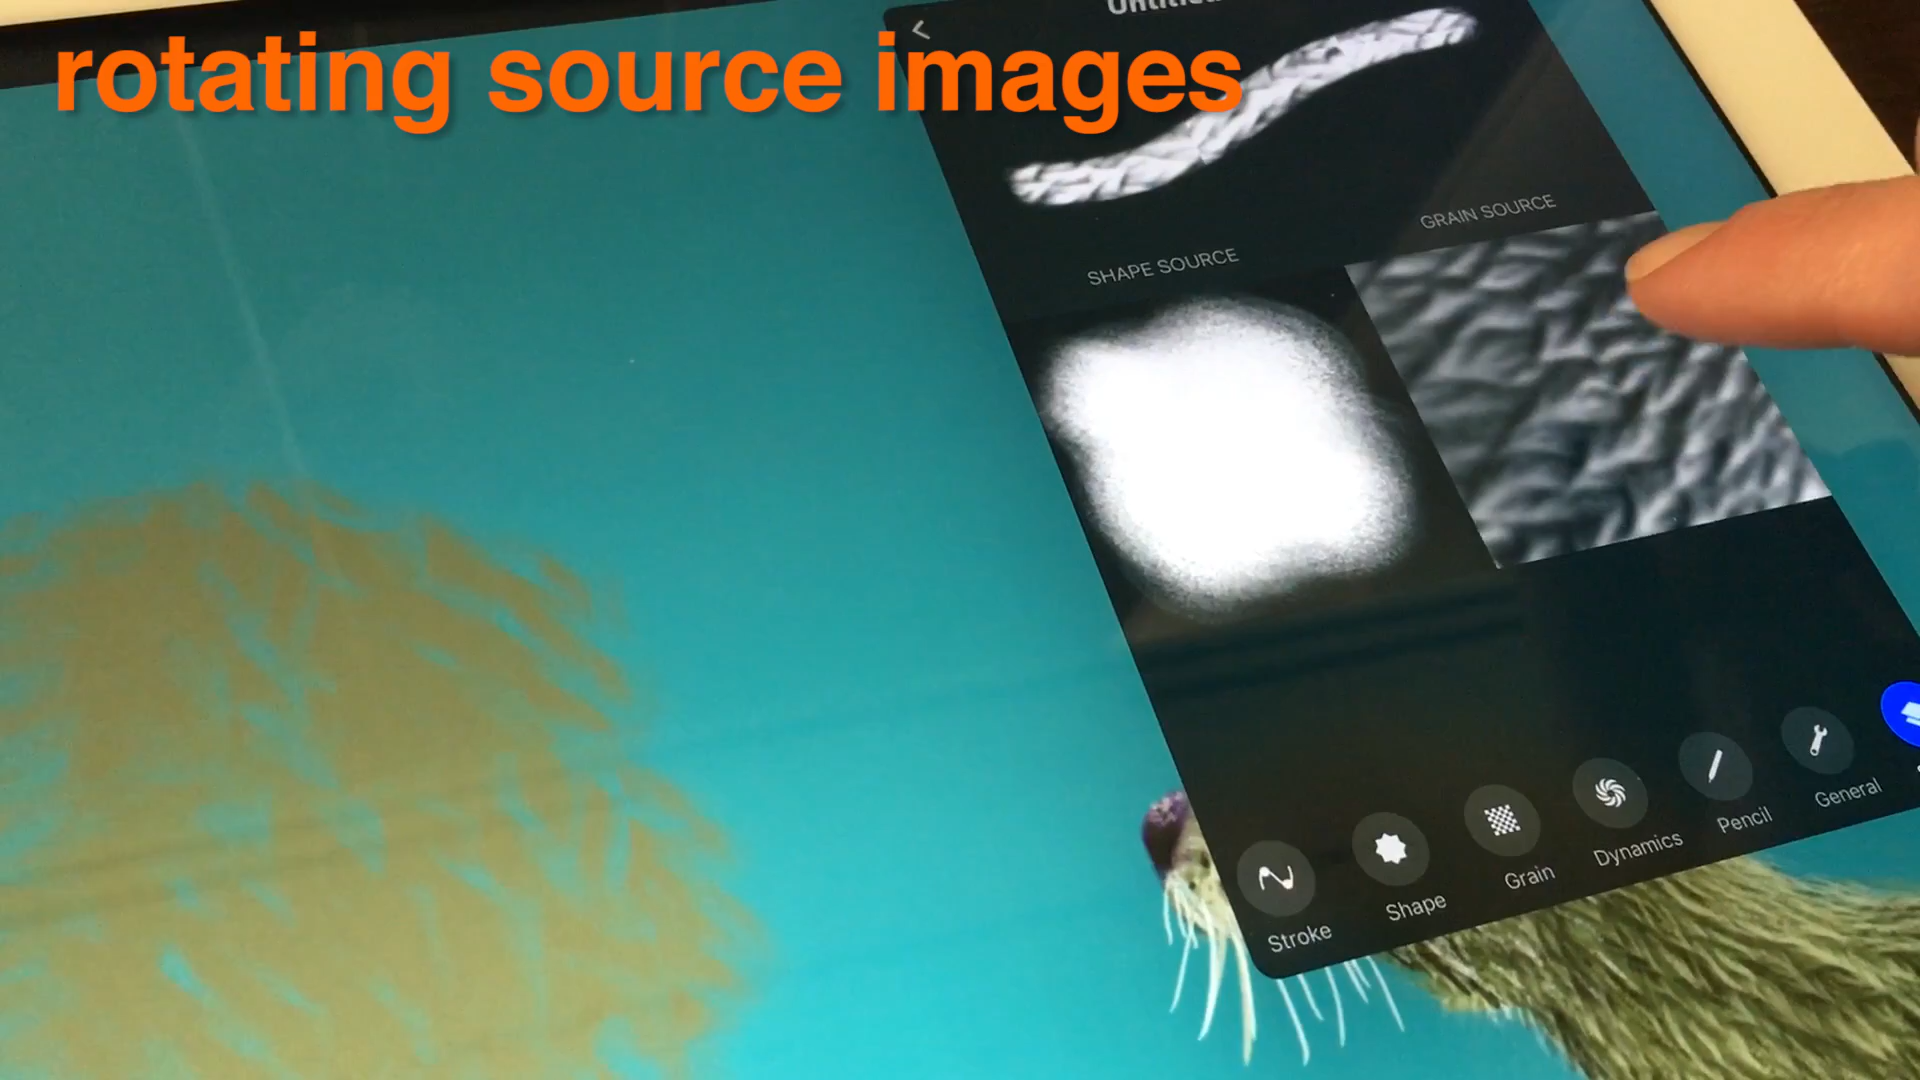 rotating source images
GRAIN SOURCE
SHAPE SOURCE
Stroke
Shape
Grain
Dynamics
Pencil
General